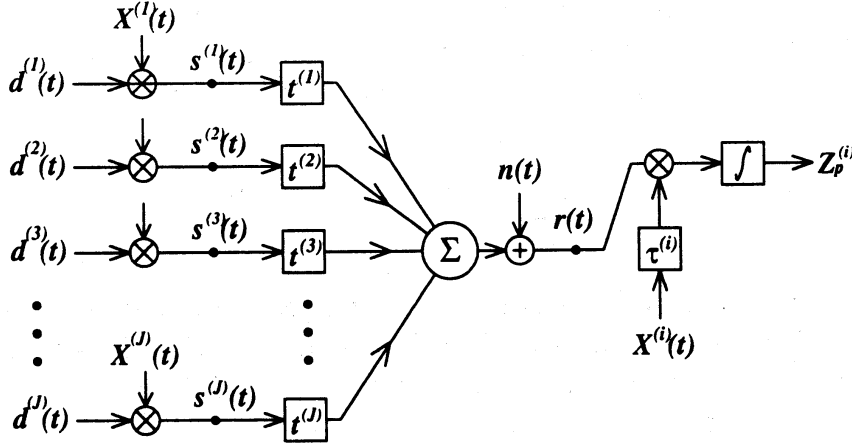 X^(1)(t)
d^(1)(t) s^(1)(t) t^(1)
d^(2)(t) s^(2)(t) t^(2)
n(t)
Z_p^(i)
∫
d^(3)(t) s^(3)(t) t^(3) Σ + r(t) τ^(i)
X^(i)(t)
X^(J)(t)
d^(J)(t) s^(J)(t) t^(J)